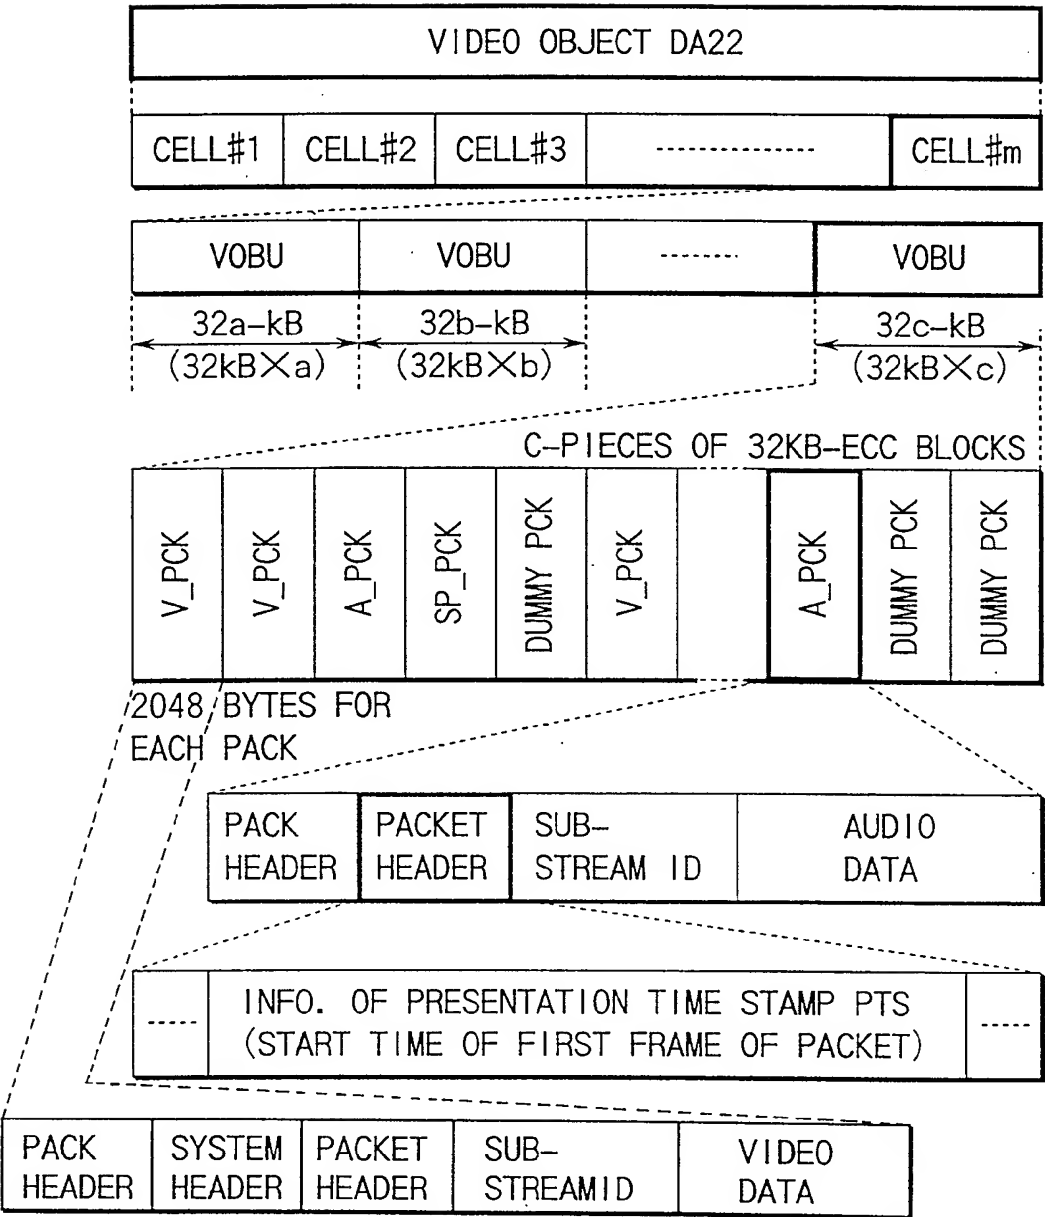 VIDEO OBJECT DA22
CELL#1 CELL#2 CELL#3 CELL#m
VOBU VOBU VOBU
32a-kB 32b-kB 32c-kB
(32kB×a) (32kB×b) (32kB×c)
C-PIECES OF 32KB-ECC BLOCKS
V_PCK
V_PCK
A_PCK
SP_PCK
DUMMY PCK
V_PCK
A_PCK
DUMMY PCK
DUMMY PCK
2048 BYTES FOR
EACH PACK
PACK PACKET SUB- AUDIO
HEADER HEADER STREAM ID DATA
INFO. OF PRESENTATION TIME STAMP PTS
(START TIME OF FIRST FRAME OF PACKET)
PACK SYSTEM PACKET SUB- VIDEO
HEADER HEADER HEADER STREAMID DATA